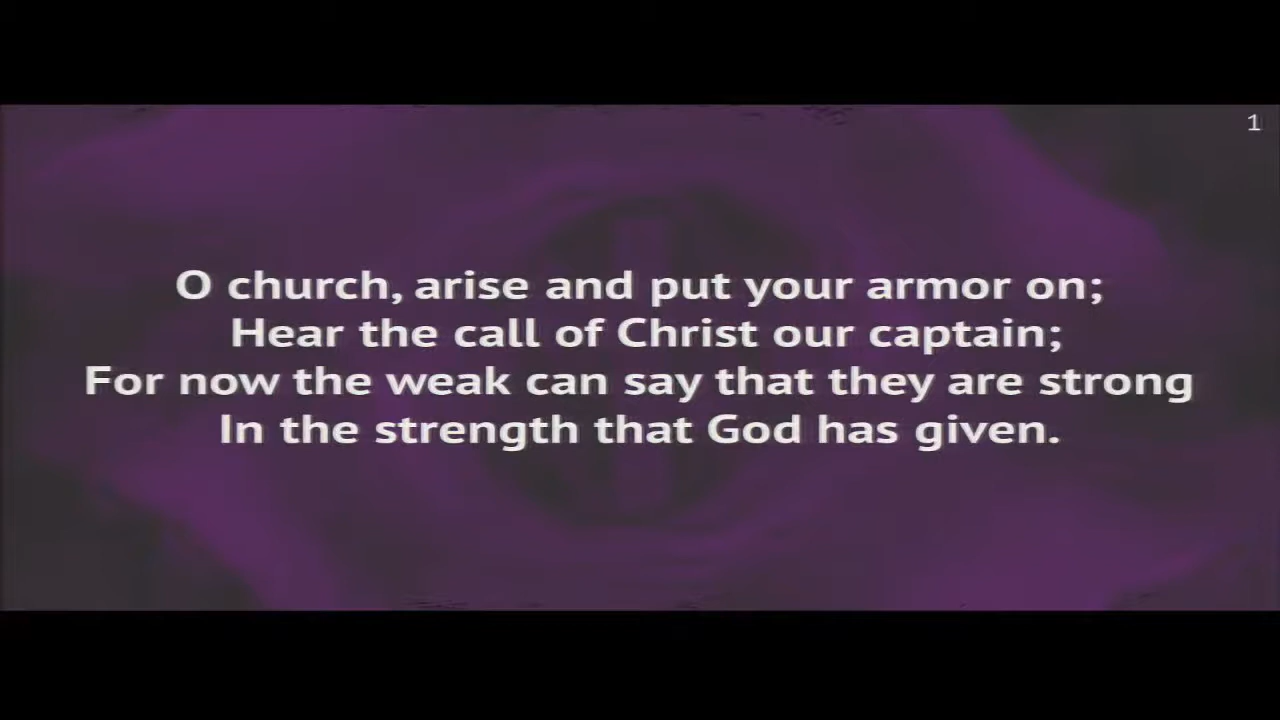 1
O church, arise and put your armor on;
Hear the call of Christ our captain;
For now the weak can say that they are strong
In the strength that God has given.